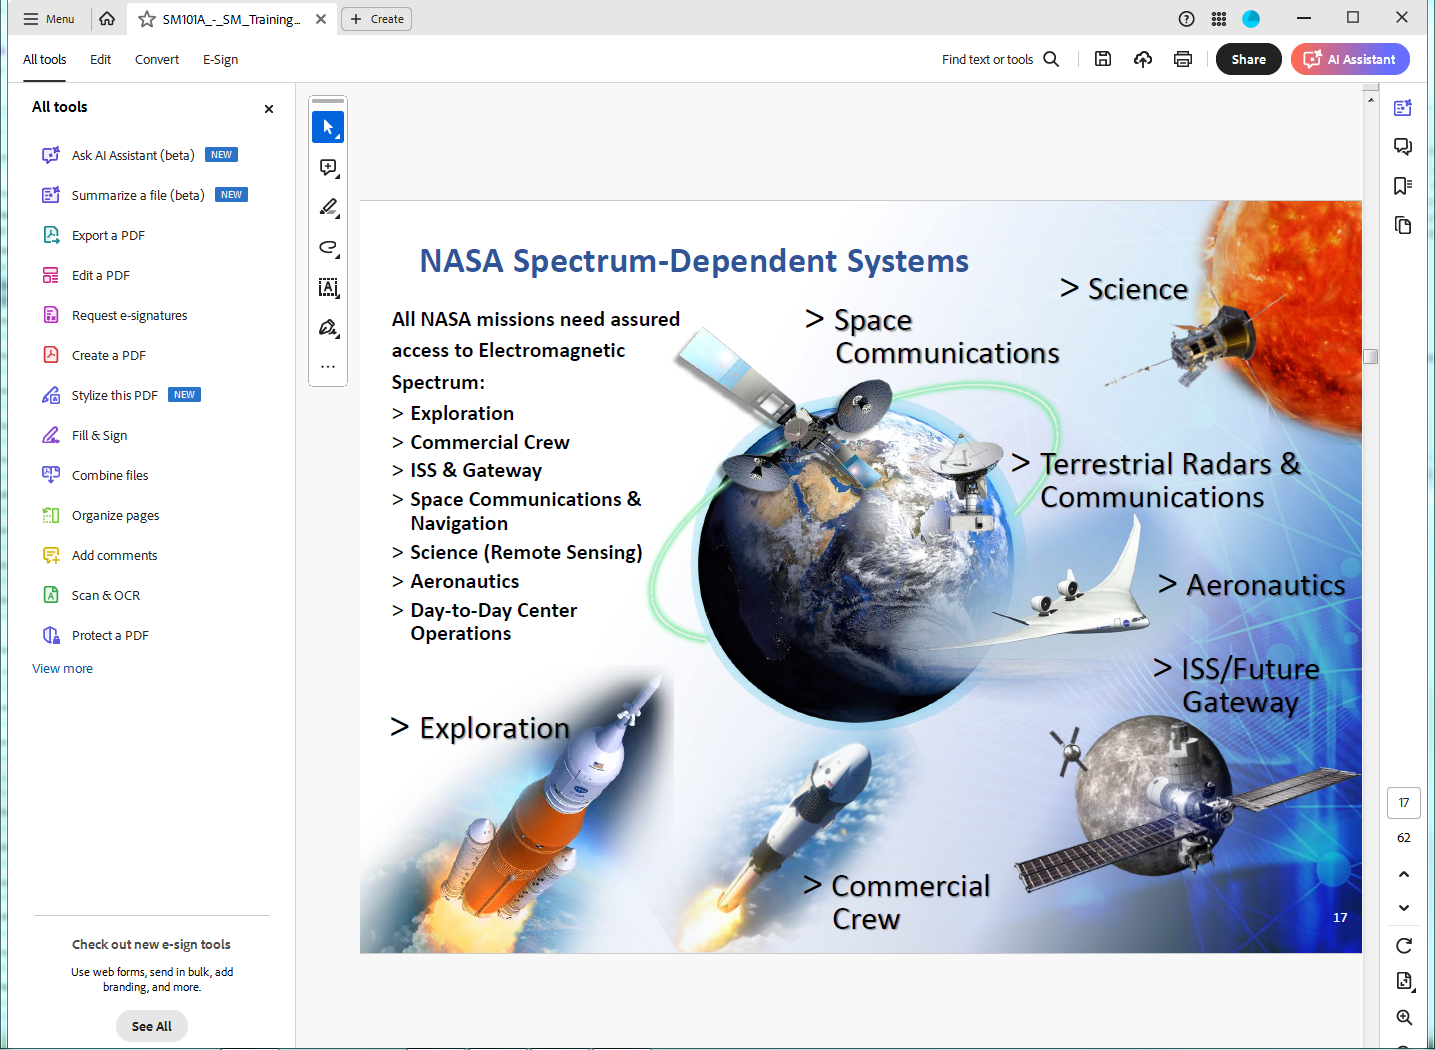 Menu
SM101A_-_SM_Training...
Create
All tools
Edit
Convert
E-Sign
Find text or tools
Share
AI Assistant
All tools
Ask AI Assistant (beta) NEW
Summarize a file (beta) NEW
Export a PDF
Edit a PDF
Request e-signatures
Create a PDF
Stylize this PDF NEW
Fill & Sign
Combine files
Organize pages
Add comments
Scan & OCR
Protect a PDF
View more
Check out new e-sign tools
Use web forms, send in bulk, add
branding, and more.
See All
NASA Spectrum-Dependent Systems
All NASA missions need assured
access to Electromagnetic
Spectrum:
> Exploration
> Commercial Crew
> ISS & Gateway
> Space Communications &
Navigation
> Science (Remote Sensing)
> Aeronautics
> Day-to-Day Center
Operations
> Science
> Space
Communications
> Terrestrial Radars &
Communications
> Aeronautics
> ISS/Future
Gateway
> Exploration
> Commercial
Crew
17
17
62